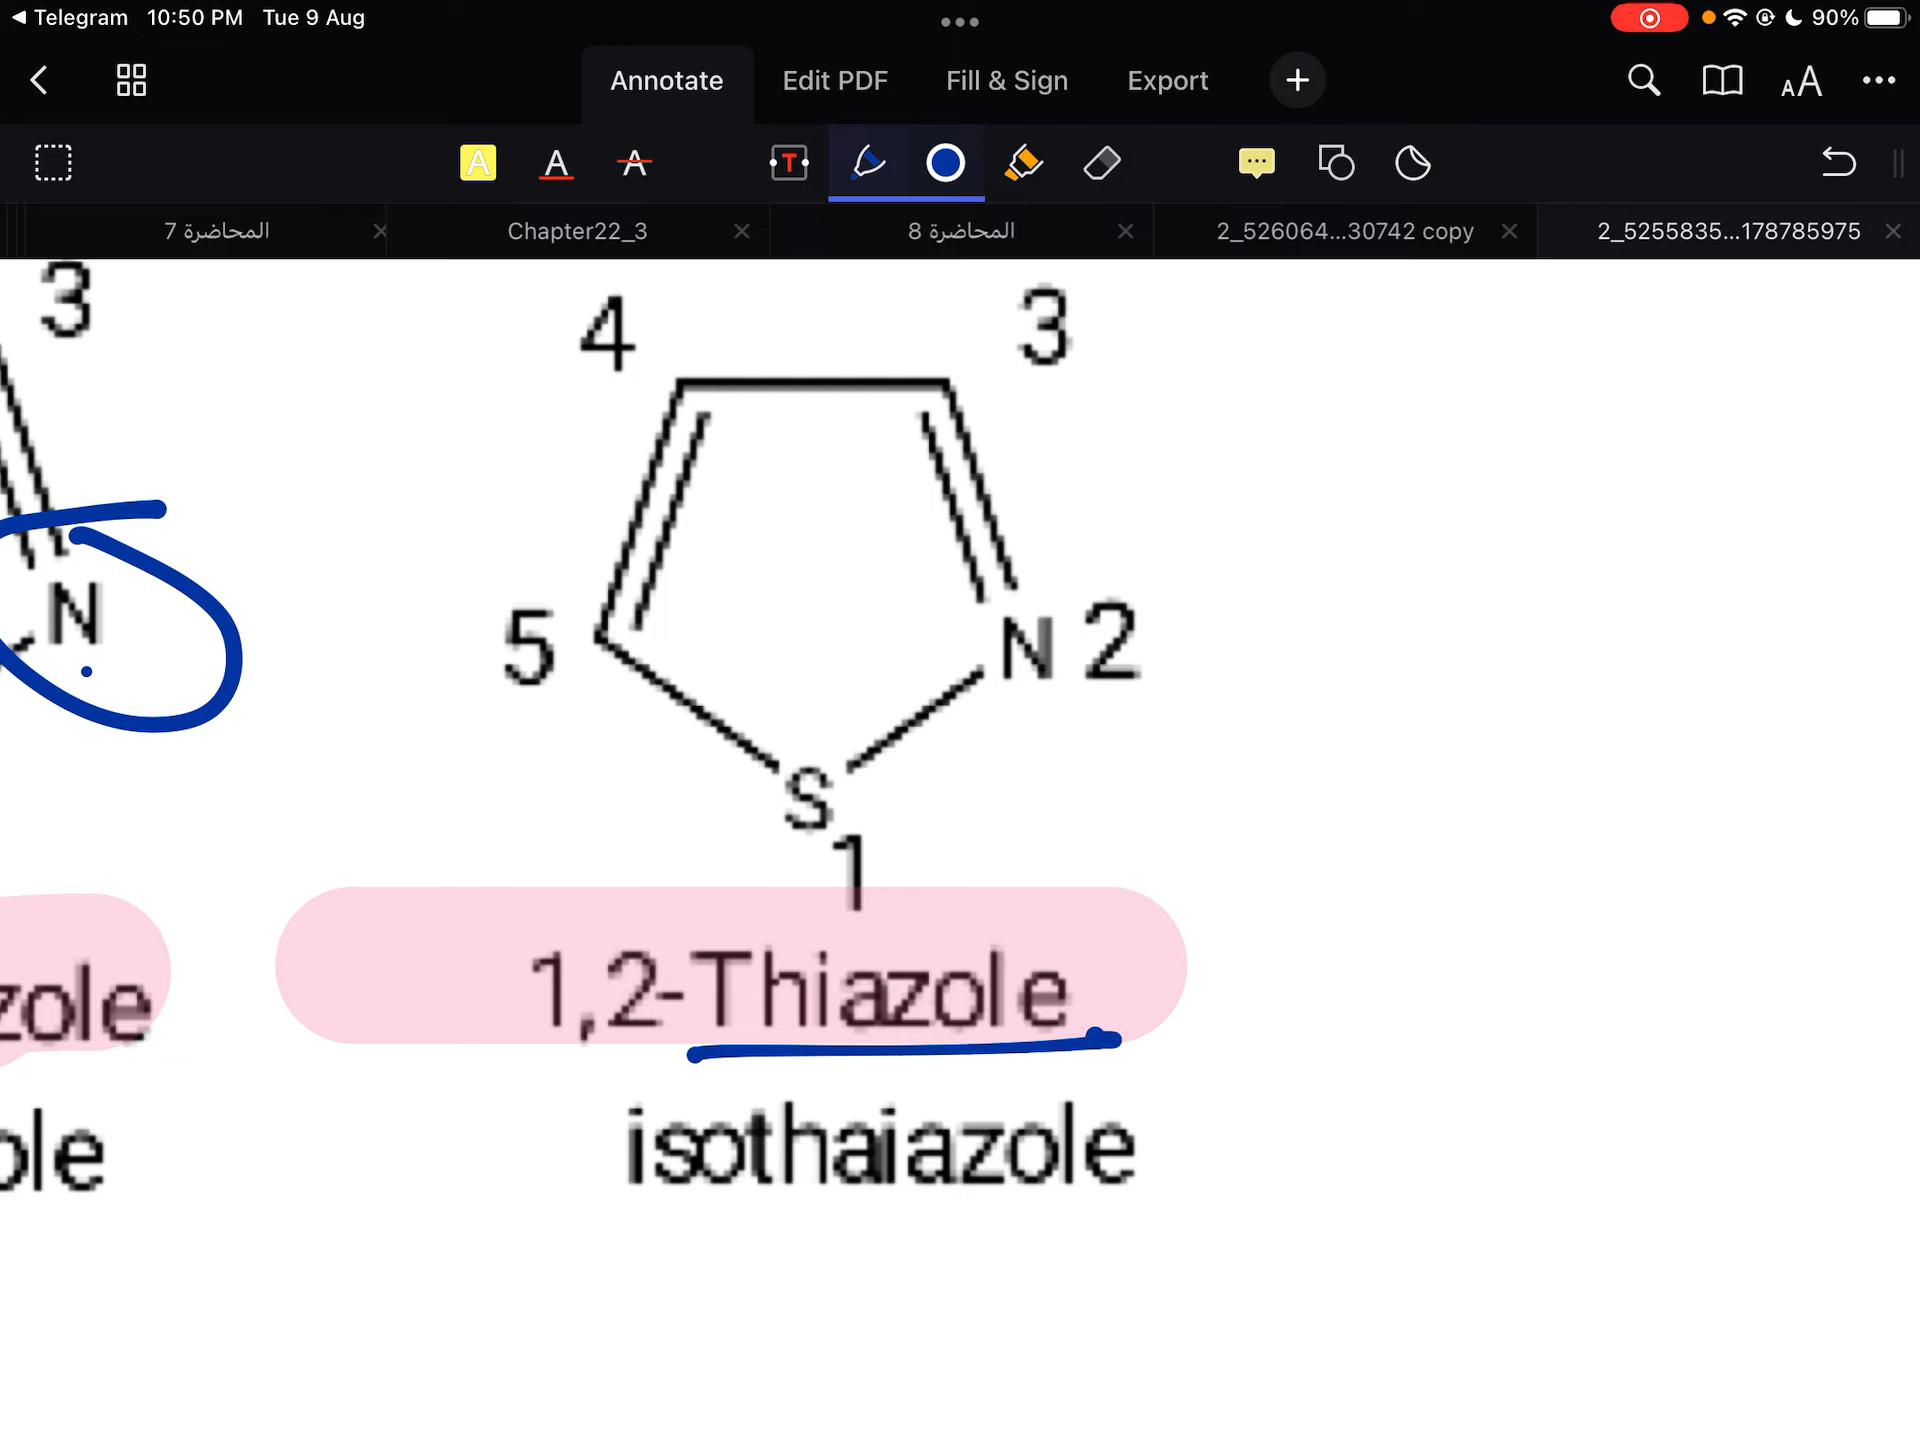 Telegram 10:50 PM Tue 9 Aug 90%
Annotate Edit PDF Fill & Sign Export
A A A T AA
المحاضرة 7 Chapter22_3 المحاضرة 8 2_526064...30742 copy 2_5255835...178785975
3 4 3
N 5 N 2
S
1
zole 1,2-Thiazole
ole isothaiazole